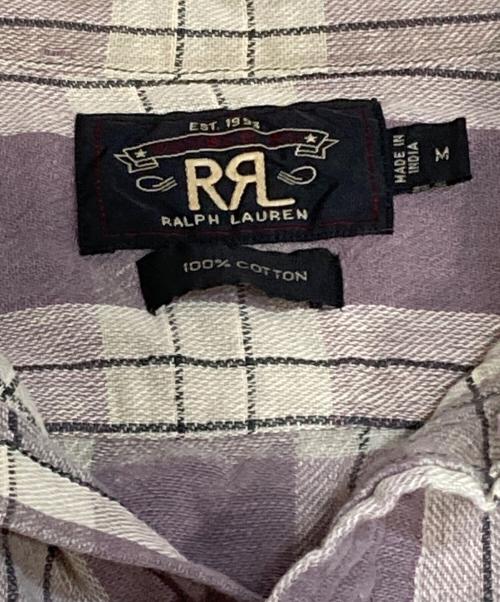 EST. 1993
RRL
RALPH LAUREN
MADE IN
INDIA
M
100% COTTON